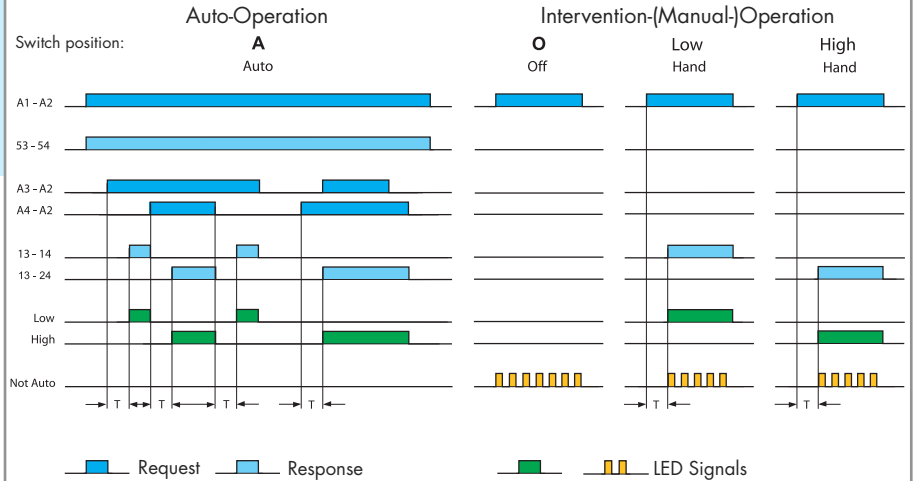 Auto-Operation
Intervention-(Manual-)Operation
Switch position: A O Low High
Auto Off Hand Hand
A1 - A2
53 - 54
A3 - A2
A4 - A2
13 - 14
13 - 24
Low
High
Not Auto
T T T T T T
Request Response LED Signals